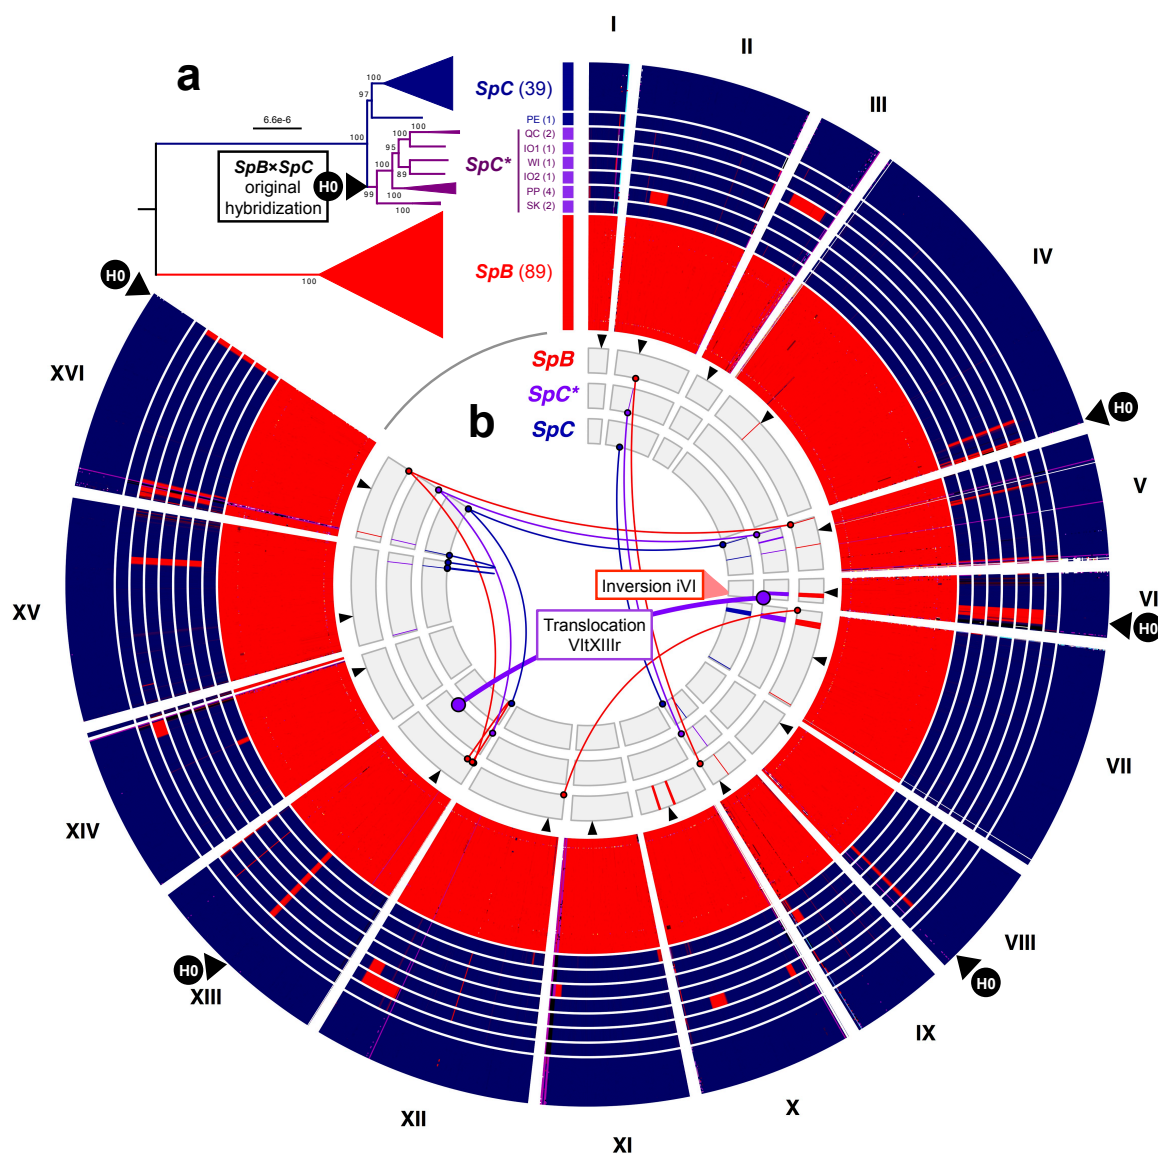 a
6.6e-6
SpB×SpC
original
hybridization
H0
100
97
100
100
100
95
100
89
99
100
100
100
SpC (39)
PE (1)
QC (2)
IO1 (1)
WI (1)
IO2 (1)
PP (4)
SK (2)
SpC*
SpB (89)
H0
I
II
III
IV
H0
V
VI
H0
VII
VIII
H0
IX
X
XI
XII
XIII
H0
XIV
XV
XVI
b
SpB
SpC*
SpC
Inversion iVI
Translocation
VItXIIIr